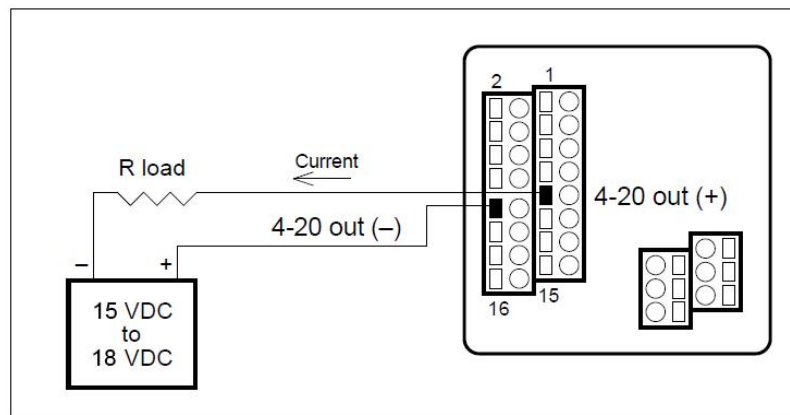 2 1
R load
Current
4-20 out (+)
4-20 out (–)
– +
16 15
15 VDC
to
18 VDC